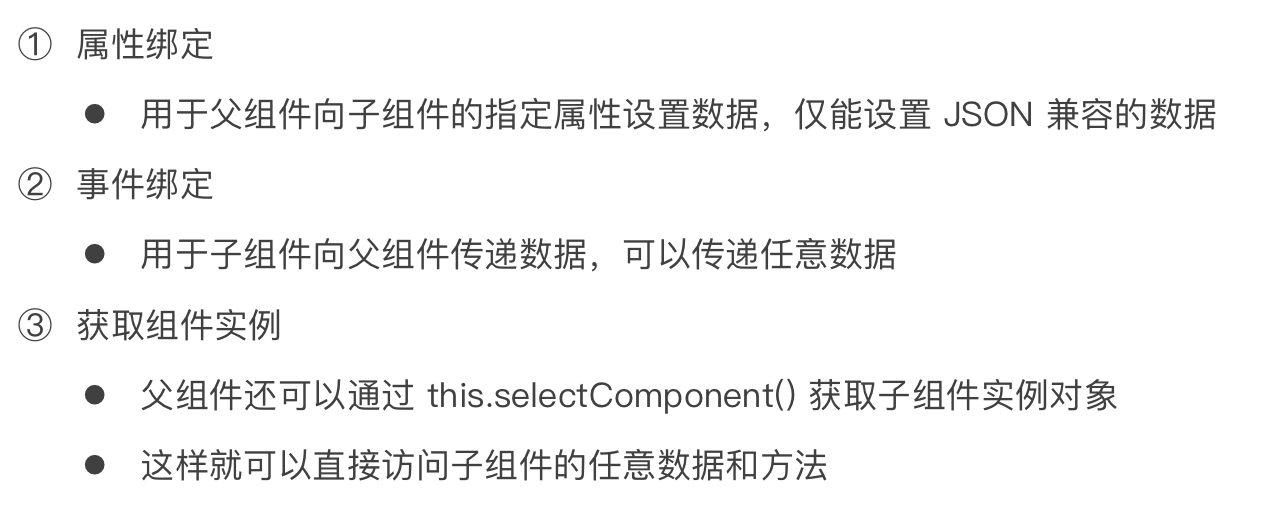 ① 属性绑定
● 用于父组件向子组件的指定属性设置数据，仅能设置 JSON 兼容的数据
② 事件绑定
● 用于子组件向父组件传递数据，可以传递任意数据
③ 获取组件实例
● 父组件还可以通过 this.selectComponent() 获取子组件实例对象
● 这样就可以直接访问子组件的任意数据和方法